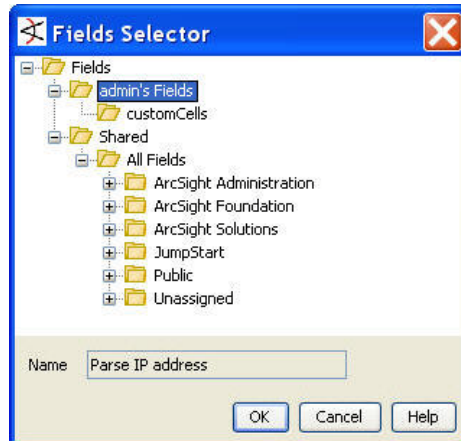 Fields Selector
Fields
admin's Fields
customCells
Shared
All Fields
ArcSight Administration
ArcSight Foundation
ArcSight Solutions
JumpStart
Public
Unassigned
Name Parse IP address
OK Cancel Help